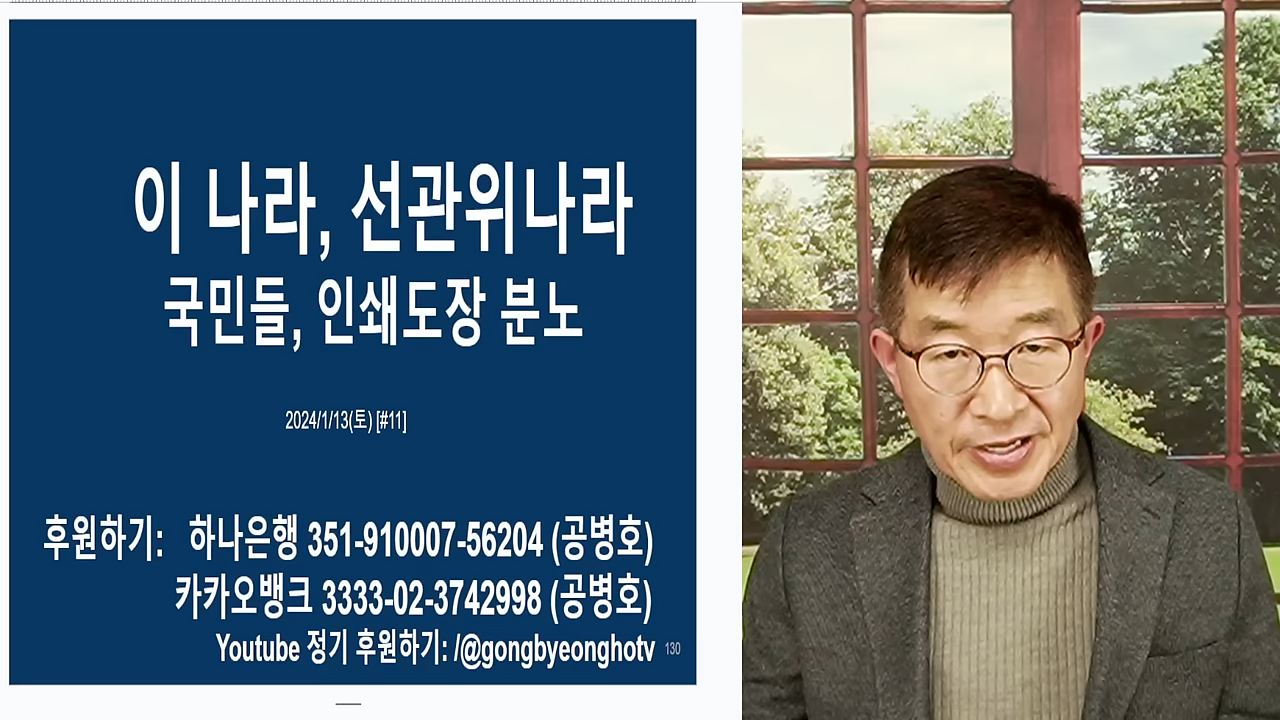 이 나라, 선관위나라
국민들, 인쇄도장 분노
2024/1/13(토) [#11]
후원하기: 하나은행 351-910007-56204 (공병호)
카카오뱅크 3333-02-3742998 (공병호)
Youtube 정기 후원하기: /@gongbyeonghotv
130